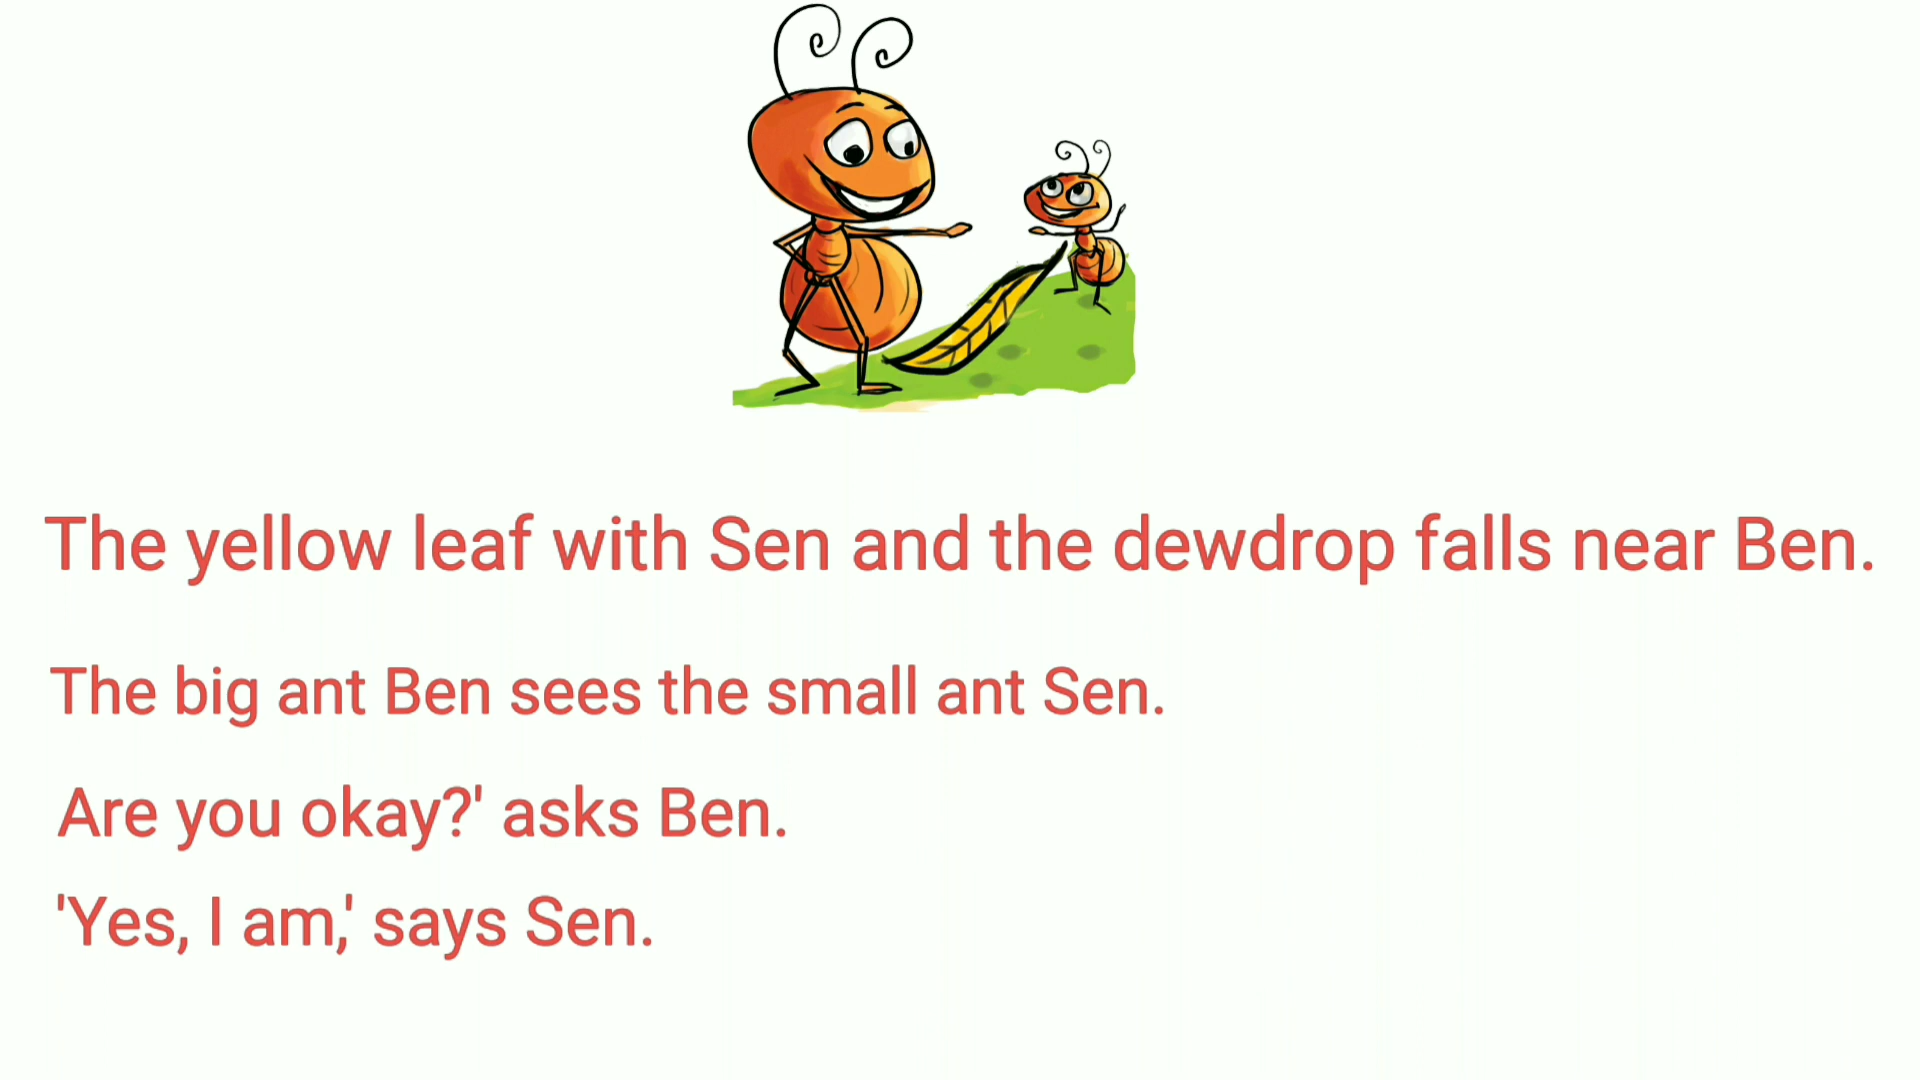 The yellow leaf with Sen and the dewdrop falls near Ben.
The big ant Ben sees the small ant Sen.
Are you okay?' asks Ben.
'Yes, I am,' says Sen.